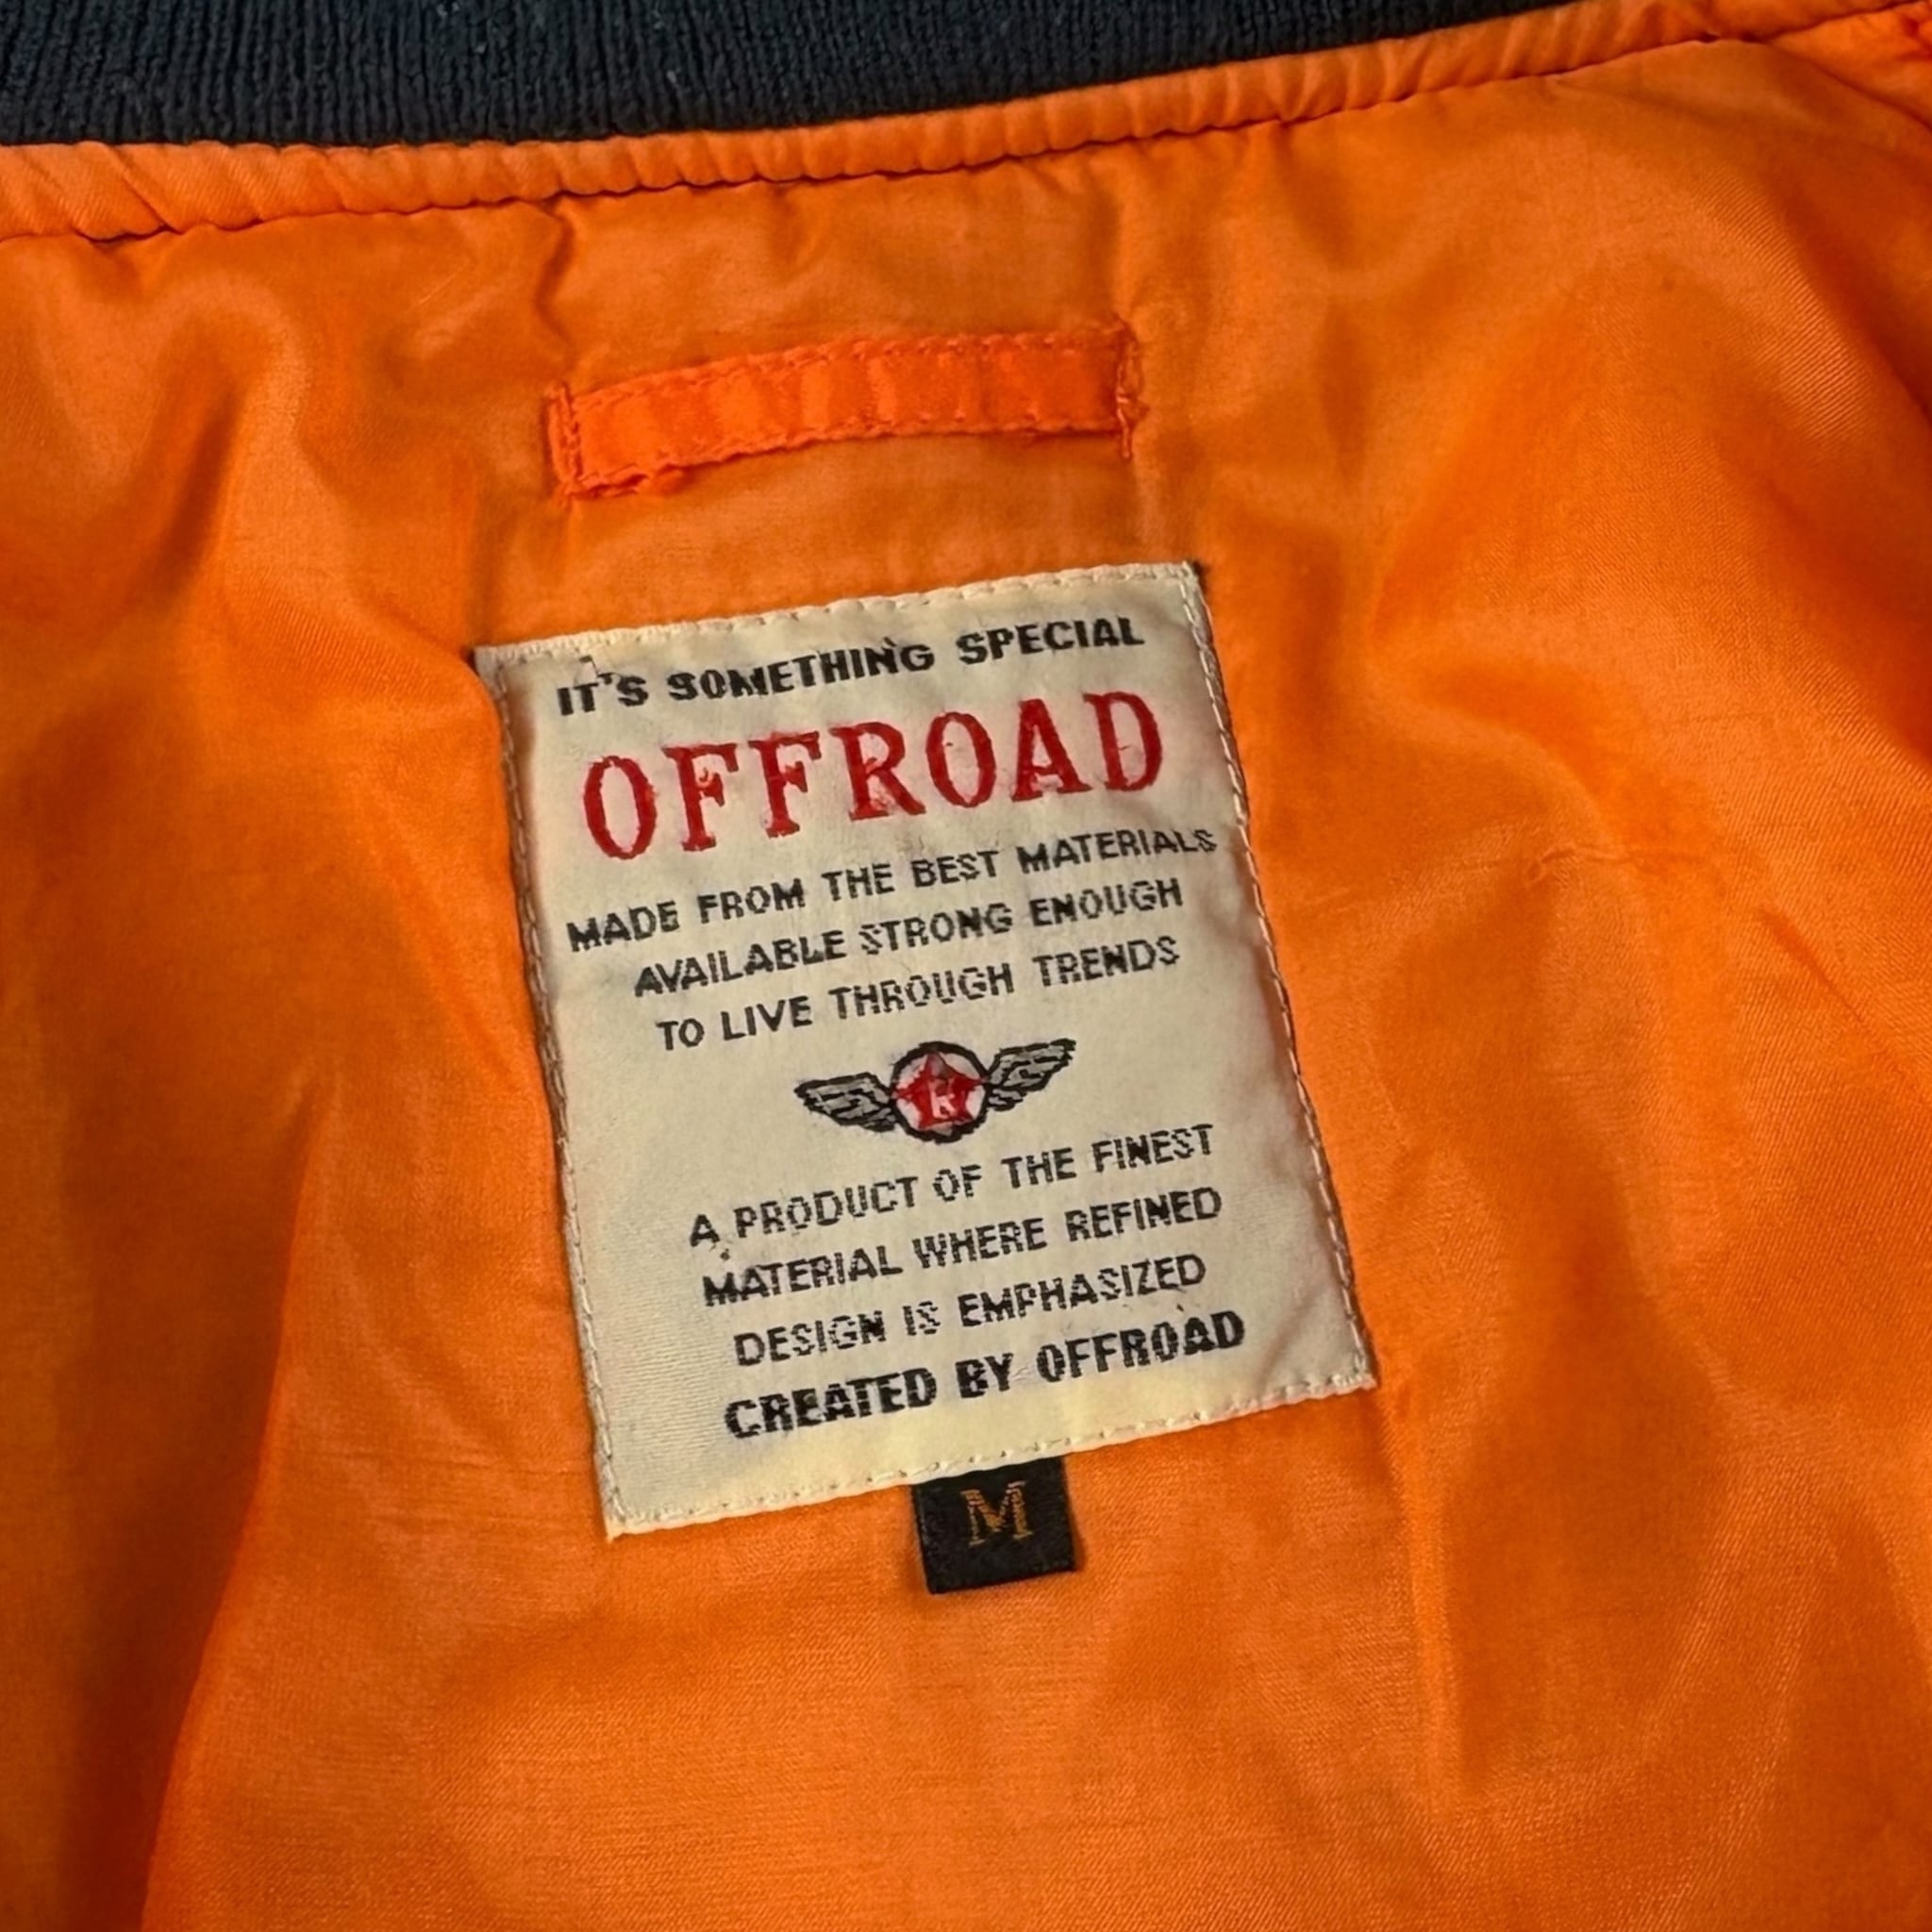 IT'S SOMETHING SPECIAL
OFFROAD
MADE FROM THE BEST MATERIALS
AVAILABLE STRONG ENOUGH
TO LIVE THROUGH TRENDS
R
A PRODUCT OF THE FINEST
MATERIAL WHERE REFINED
DESIGN IS EMPHASIZED
CREATED BY OFFROAD
M